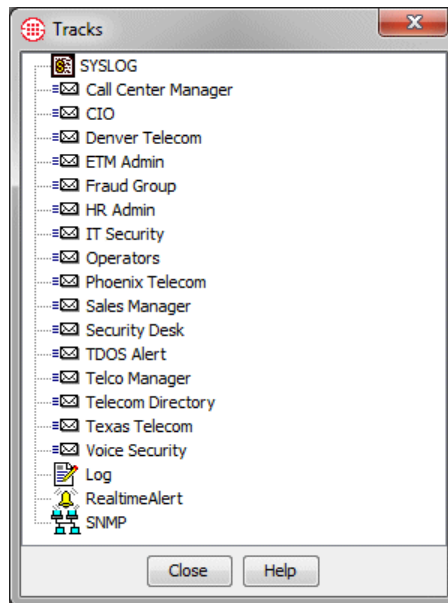 Tracks
SYSLOG
Call Center Manager
CIO
Denver Telecom
ETM Admin
Fraud Group
HR Admin
IT Security
Operators
Phoenix Telecom
Sales Manager
Security Desk
TDOS Alert
Telco Manager
Telecom Directory
Texas Telecom
Voice Security
Log
RealtimeAlert
SNMP
Close Help